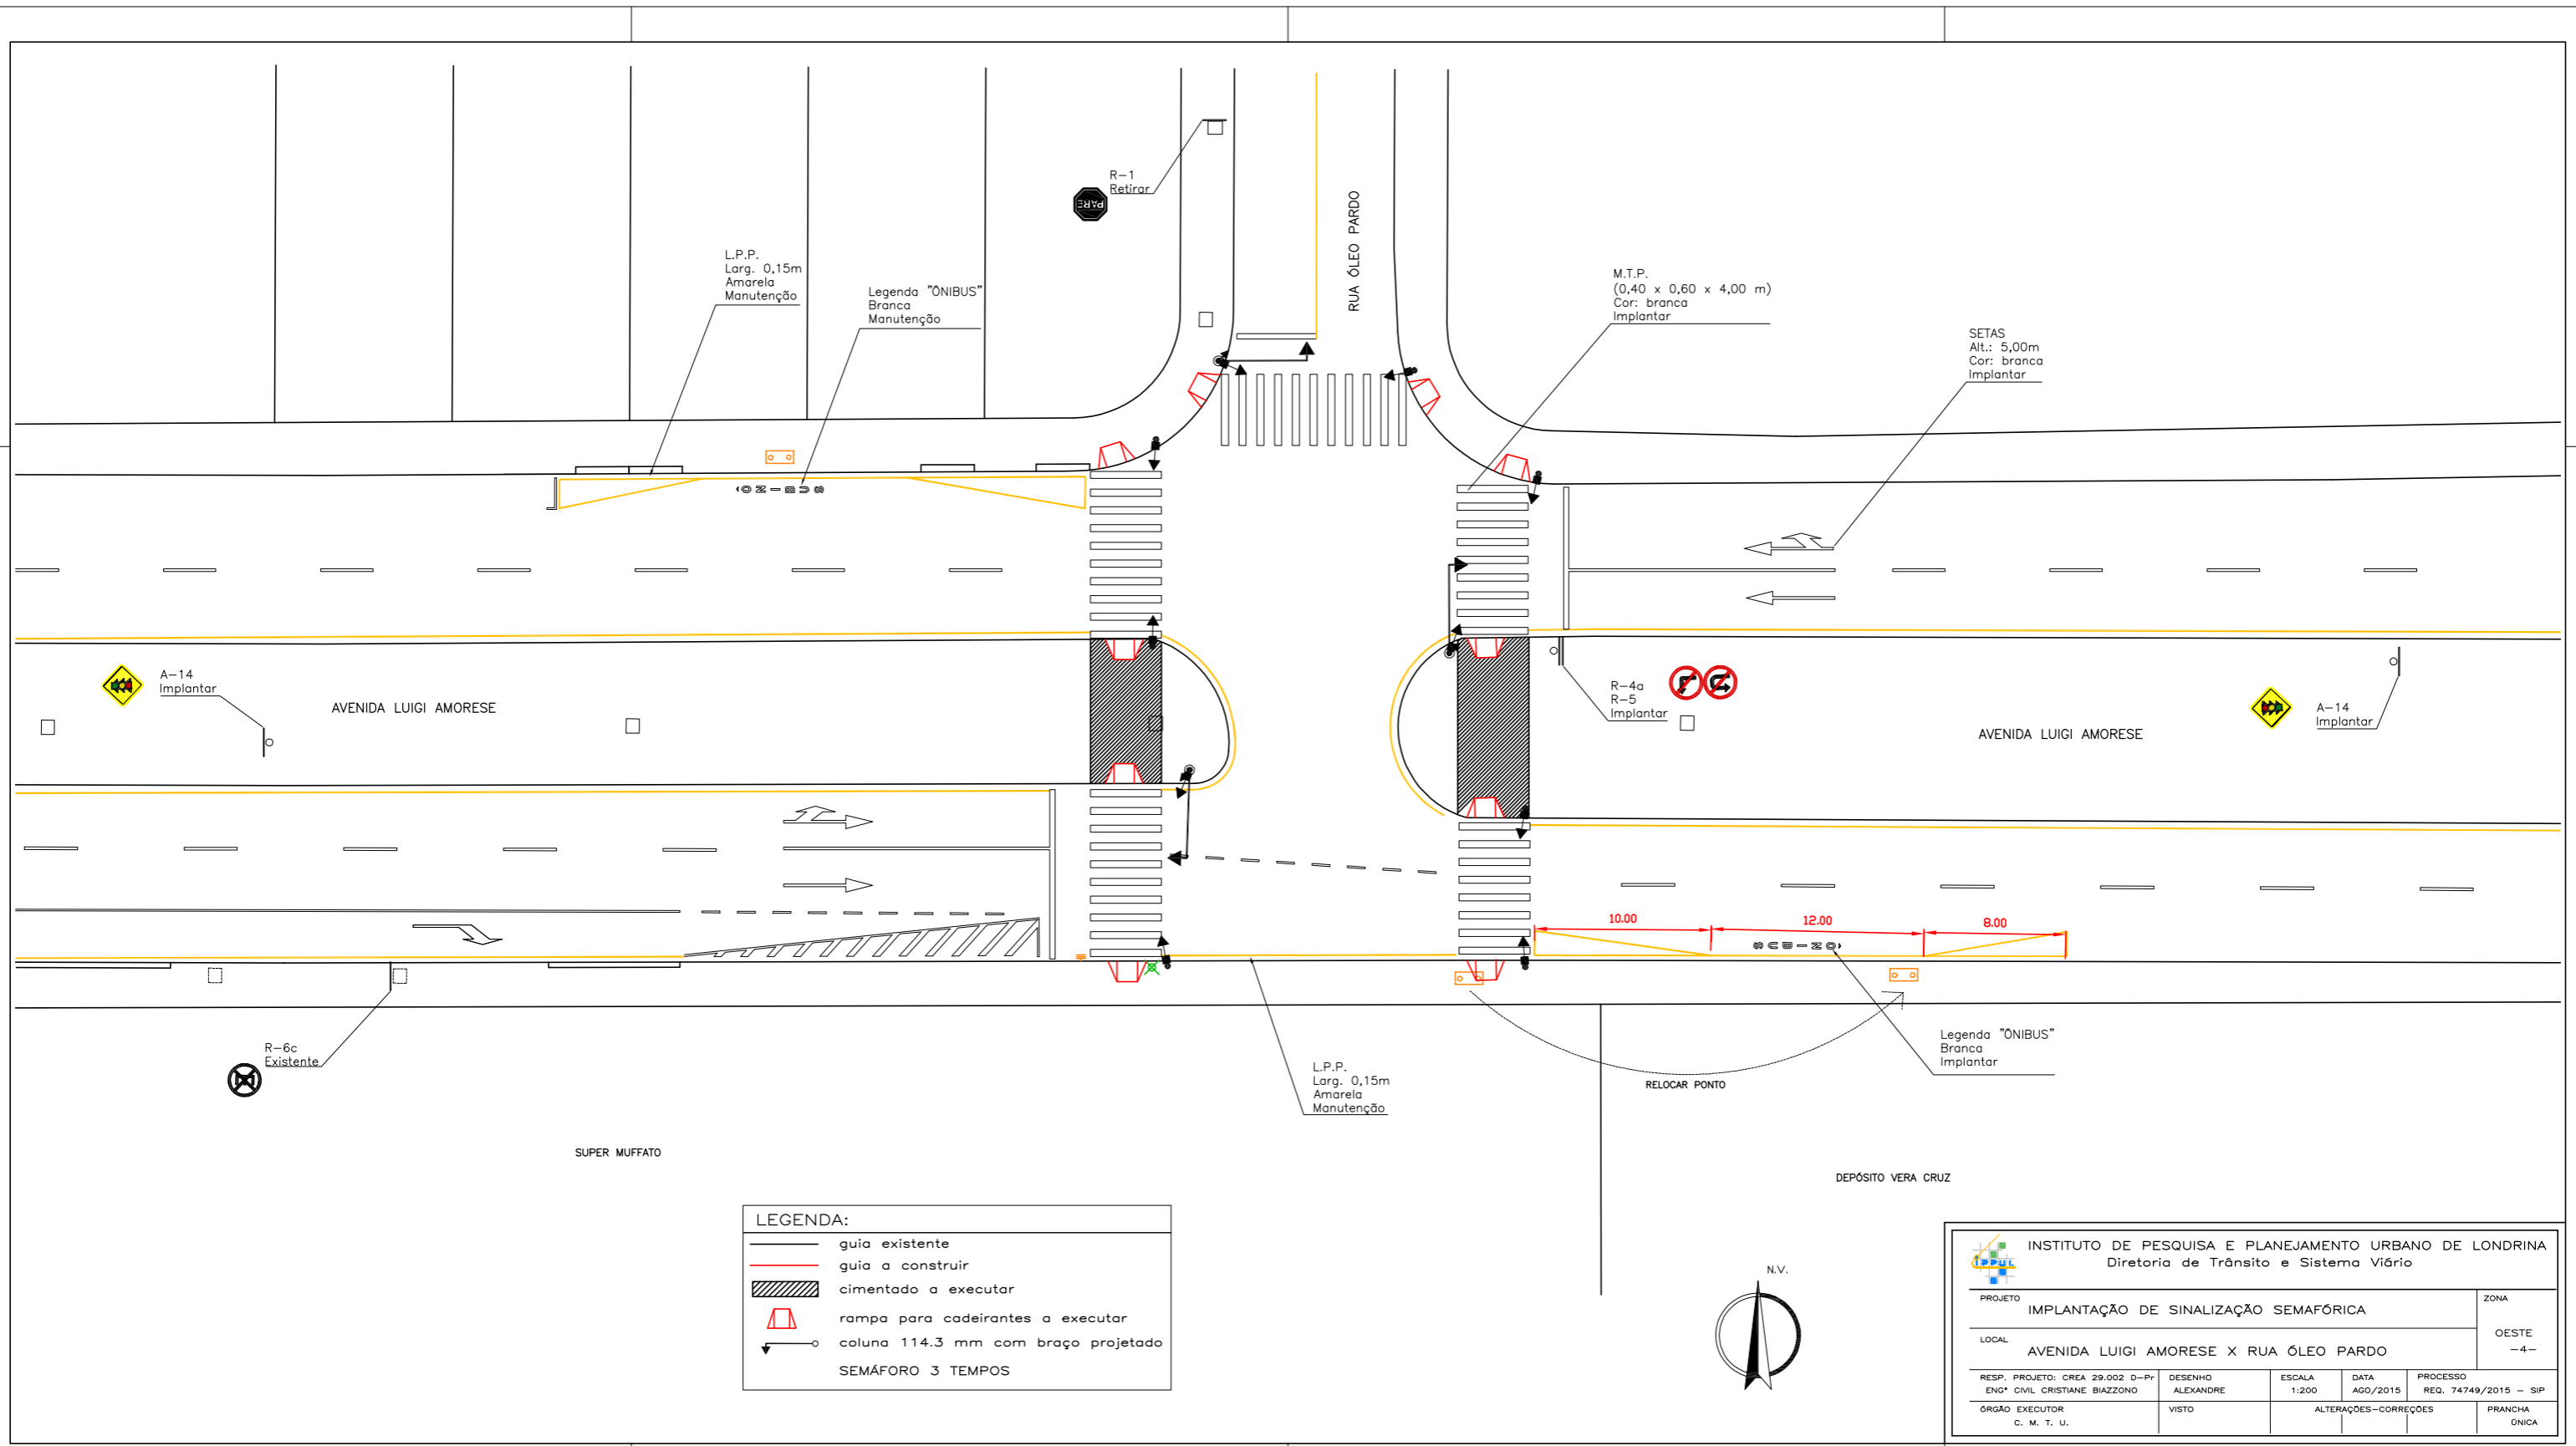 R-1
Retirar
PARE
RUA ÓLEO PARDO
L.P.P.
Larg. 0,15m
Amarela
Manutenção
Legenda "ÔNIBUS"
Branca
Manutenção
M.T.P.
(0,40 x 0,60 x 4,00 m)
Cor: branca
Implantar
SETAS
Alt.: 5,00m
Cor: branca
Implantar
ÔNIBUS
A-14
Implantar
AVENIDA LUIGI AMORESE
R-4a
R-5
Implantar
A-14
Implantar
AVENIDA LUIGI AMORESE
10.00
12.00
8.00
ÔNIBUS
R-6c
Existente
L.P.P.
Larg. 0,15m
Amarela
Manutenção
Legenda "ÔNIBUS"
Branca
Implantar
RELOCAR PONTO
SUPER MUFFATO
DEPÓSITO VERA CRUZ
LEGENDA:
guia existente
guia a construir
cimentado a executar
rampa para cadeirantes a executar
coluna 114.3 mm com braço projetado
SEMÁFORO 3 TEMPOS
N.V.
IPPUL
INSTITUTO DE PESQUISA E PLANEJAMENTO URBANO DE LONDRINA
Diretoria de Trânsito e Sistema Viário
PROJETO
IMPLANTAÇÃO DE SINALIZAÇÃO SEMAFÓRICA
ZONA
OESTE
-4-
LOCAL
AVENIDA LUIGI AMORESE X RUA ÓLEO PARDO
RESP. PROJETO: CREA 29.002 D-Pr
ENGª CIVIL CRISTIANE BIAZZONO
DESENHO
ALEXANDRE
ESCALA
1:200
DATA
AGO/2015
PROCESSO
REQ. 74749/2015 - SIP
ÓRGÃO EXECUTOR
C. M. T. U.
VISTO
ALTERAÇÕES-CORREÇÕES
PRANCHA
ÚNICA